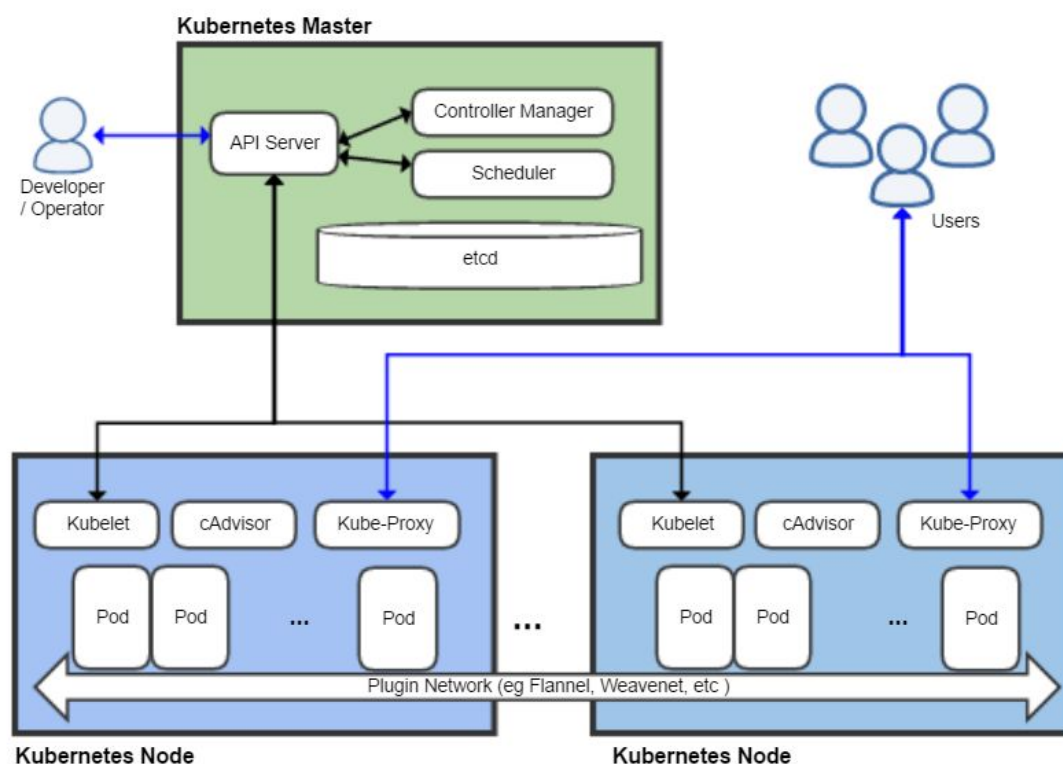 Kubernetes Master
API Server
Controller Manager
Scheduler
etcd
Developer
/ Operator
Users
Kubelet
cAdvisor
Kube-Proxy
Pod
Pod
...
Pod
...
Kubelet
cAdvisor
Kube-Proxy
Pod
Pod
...
Pod
Plugin Network (eg Flannel, Weavenet, etc )
Kubernetes Node
Kubernetes Node